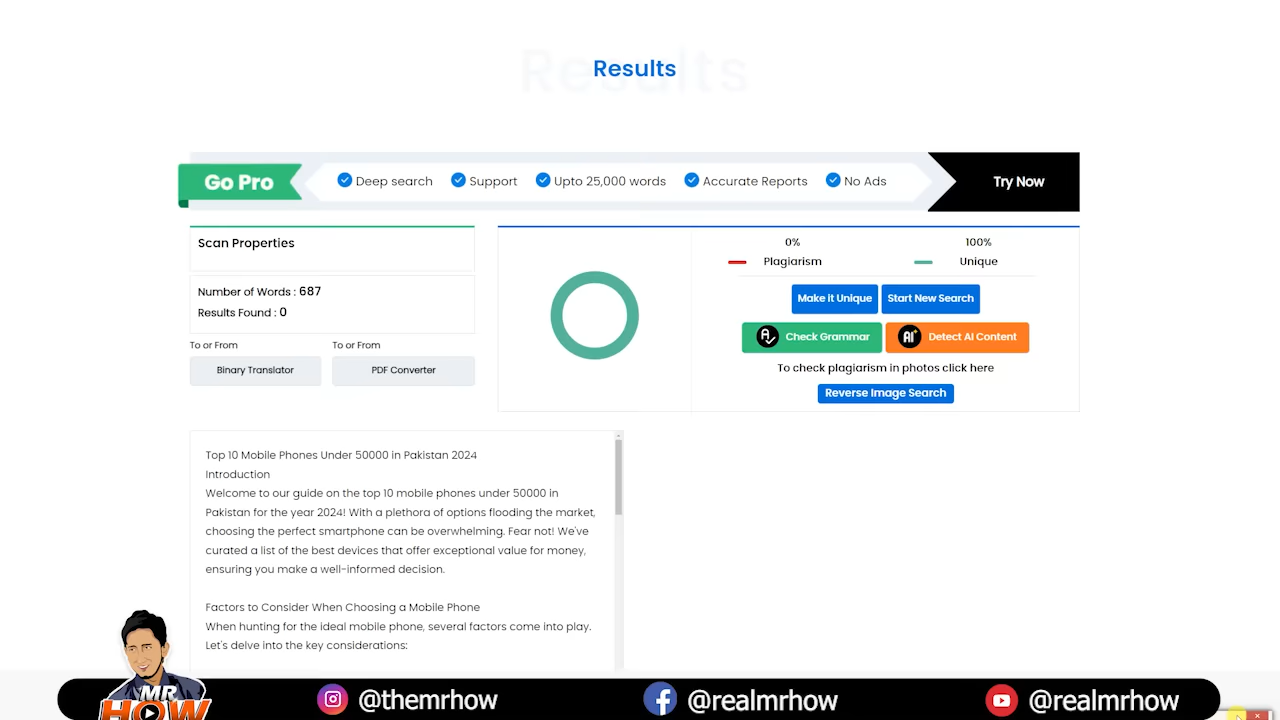 Results
Go Pro
Deep search
Support
Upto 25,000 words
Accurate Reports
No Ads
Try Now
Scan Properties
Number of Words : 687
Results Found : 0
To or From
To or From
Binary Translator
PDF Converter
0%
100%
Plagiarism
Unique
Make it Unique
Start New Search
Check Grammar
AI+
Detect AI Content
To check plagiarism in photos click here
Reverse Image Search
Top 10 Mobile Phones Under 50000 in Pakistan 2024
Introduction
Welcome to our guide on the top 10 mobile phones under 50000 in
Pakistan for the year 2024! With a plethora of options flooding the market,
choosing the perfect smartphone can be overwhelming. Fear not! We've
curated a list of the best devices that offer exceptional value for money,
ensuring you make a well-informed decision.
Factors to Consider When Choosing a Mobile Phone
When hunting for the ideal mobile phone, several factors come into play.
Let's delve into the key considerations:
MR
HOW
@themrhow
@realmrhow
@realmrhow